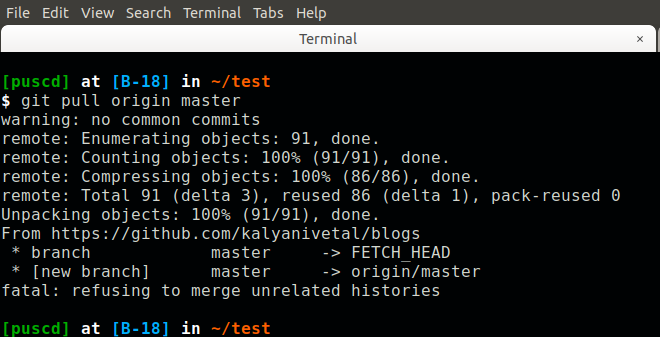 File Edit View Search Terminal Tabs Help
Terminal ×
[puscd] at [B-18] in ~/test
$ git pull origin master
warning: no common commits
remote: Enumerating objects: 91, done.
remote: Counting objects: 100% (91/91), done.
remote: Compressing objects: 100% (86/86), done.
remote: Total 91 (delta 3), reused 86 (delta 1), pack-reused 0
Unpacking objects: 100% (91/91), done.
From https://github.com/kalyanivetal/blogs
 * branch            master     -> FETCH_HEAD
 * [new branch]      master     -> origin/master
fatal: refusing to merge unrelated histories
[puscd] at [B-18] in ~/test